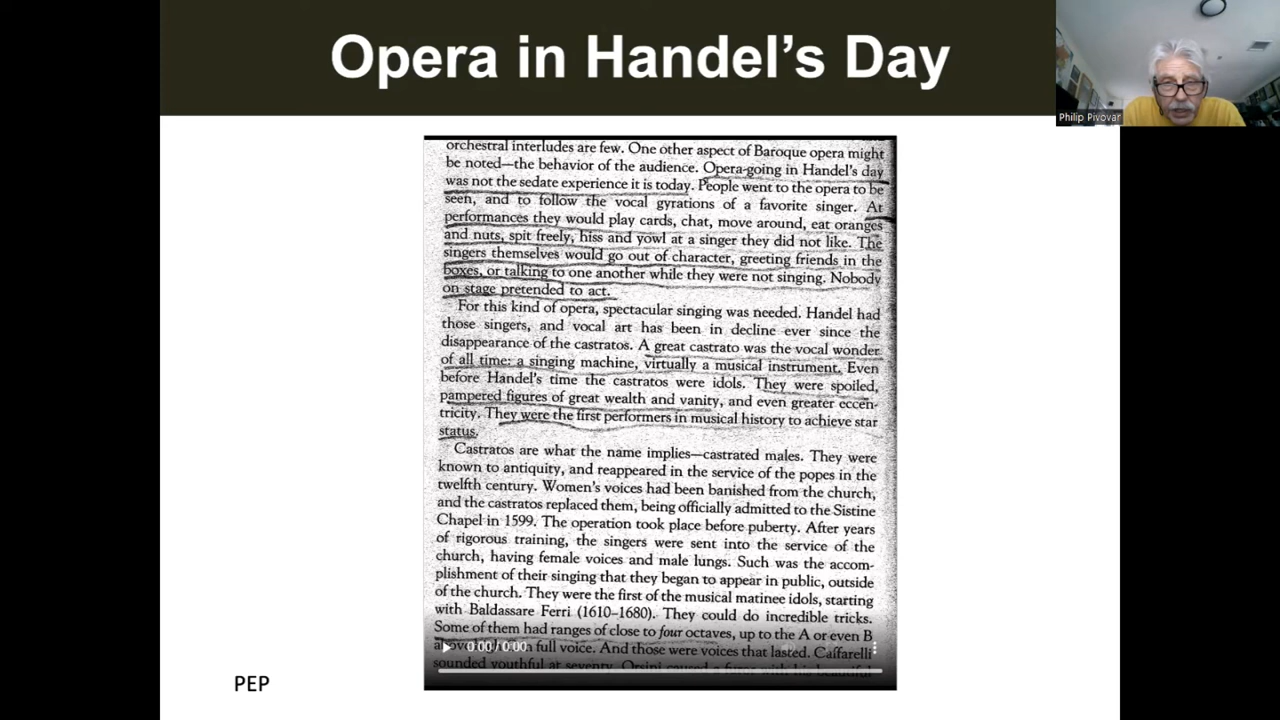 Opera in Handel's Day
Philip Pivovar
orchestral interludes are few. One other aspect of Baroque opera might
be noted—the behavior of the audience. Opera-going in Handel's day
was not the sedate experience it is today. People went to the opera to be
seen, and to follow the vocal gyrations of a favorite singer. At
performances they would play cards, chat, move around, eat oranges
and nuts, spit freely, hiss and yowl at a singer they did not like. The
singers themselves would go out of character, greeting friends in the
boxes, or talking to one another while they were not singing. Nobody
on stage pretended to act.
For this kind of opera, spectacular singing was needed. Handel had
those singers, and vocal art has been in decline ever since the
disappearance of the castratos. A great castrato was the vocal wonder
of all time: a singing machine, virtually a musical instrument. Even
before Handel's time the castratos were idols. They were spoiled,
pampered figures of great wealth and vanity, and even greater eccen-
tricity. They were the first performers in musical history to achieve star
status.
Castratos are what the name implies—castrated males. They were
known to antiquity, and reappeared in the service of the popes in the
twelfth century. Women's voices had been banished from the church,
and the castratos replaced them, being officially admitted to the Sistine
Chapel in 1599. The operation took place before puberty. After years
of rigorous training, the singers were sent into the service of the
church, having female voices and male lungs. Such was the accom-
plishment of their singing that they began to appear in public, outside
of the church. They were the first of the musical matinee idols, starting
with Baldassare Ferri (1610–1680). They could do incredible tricks.
Some of them had ranges of close to four octaves, up to the A or even B
full voice. And those were voices that lasted. Caffarelli
0:00 / 0:00
sounded youthful at seventy. Orsini caused a furor with his beautiful
PEP